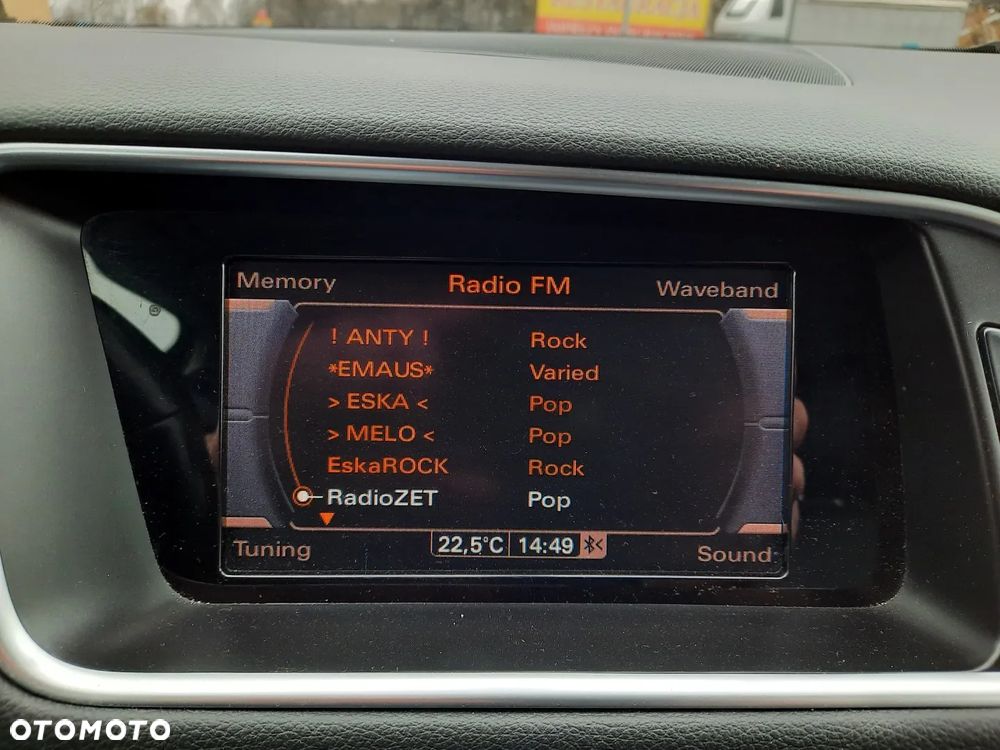 Memory Radio FM Waveband
! ANTY ! Rock
*EMAUS* Varied
> ESKA < Pop
> MELO < Pop
EskaROCK Rock
RadioZET Pop
22,5°C 14:49
Tuning Sound
OTOMOTO